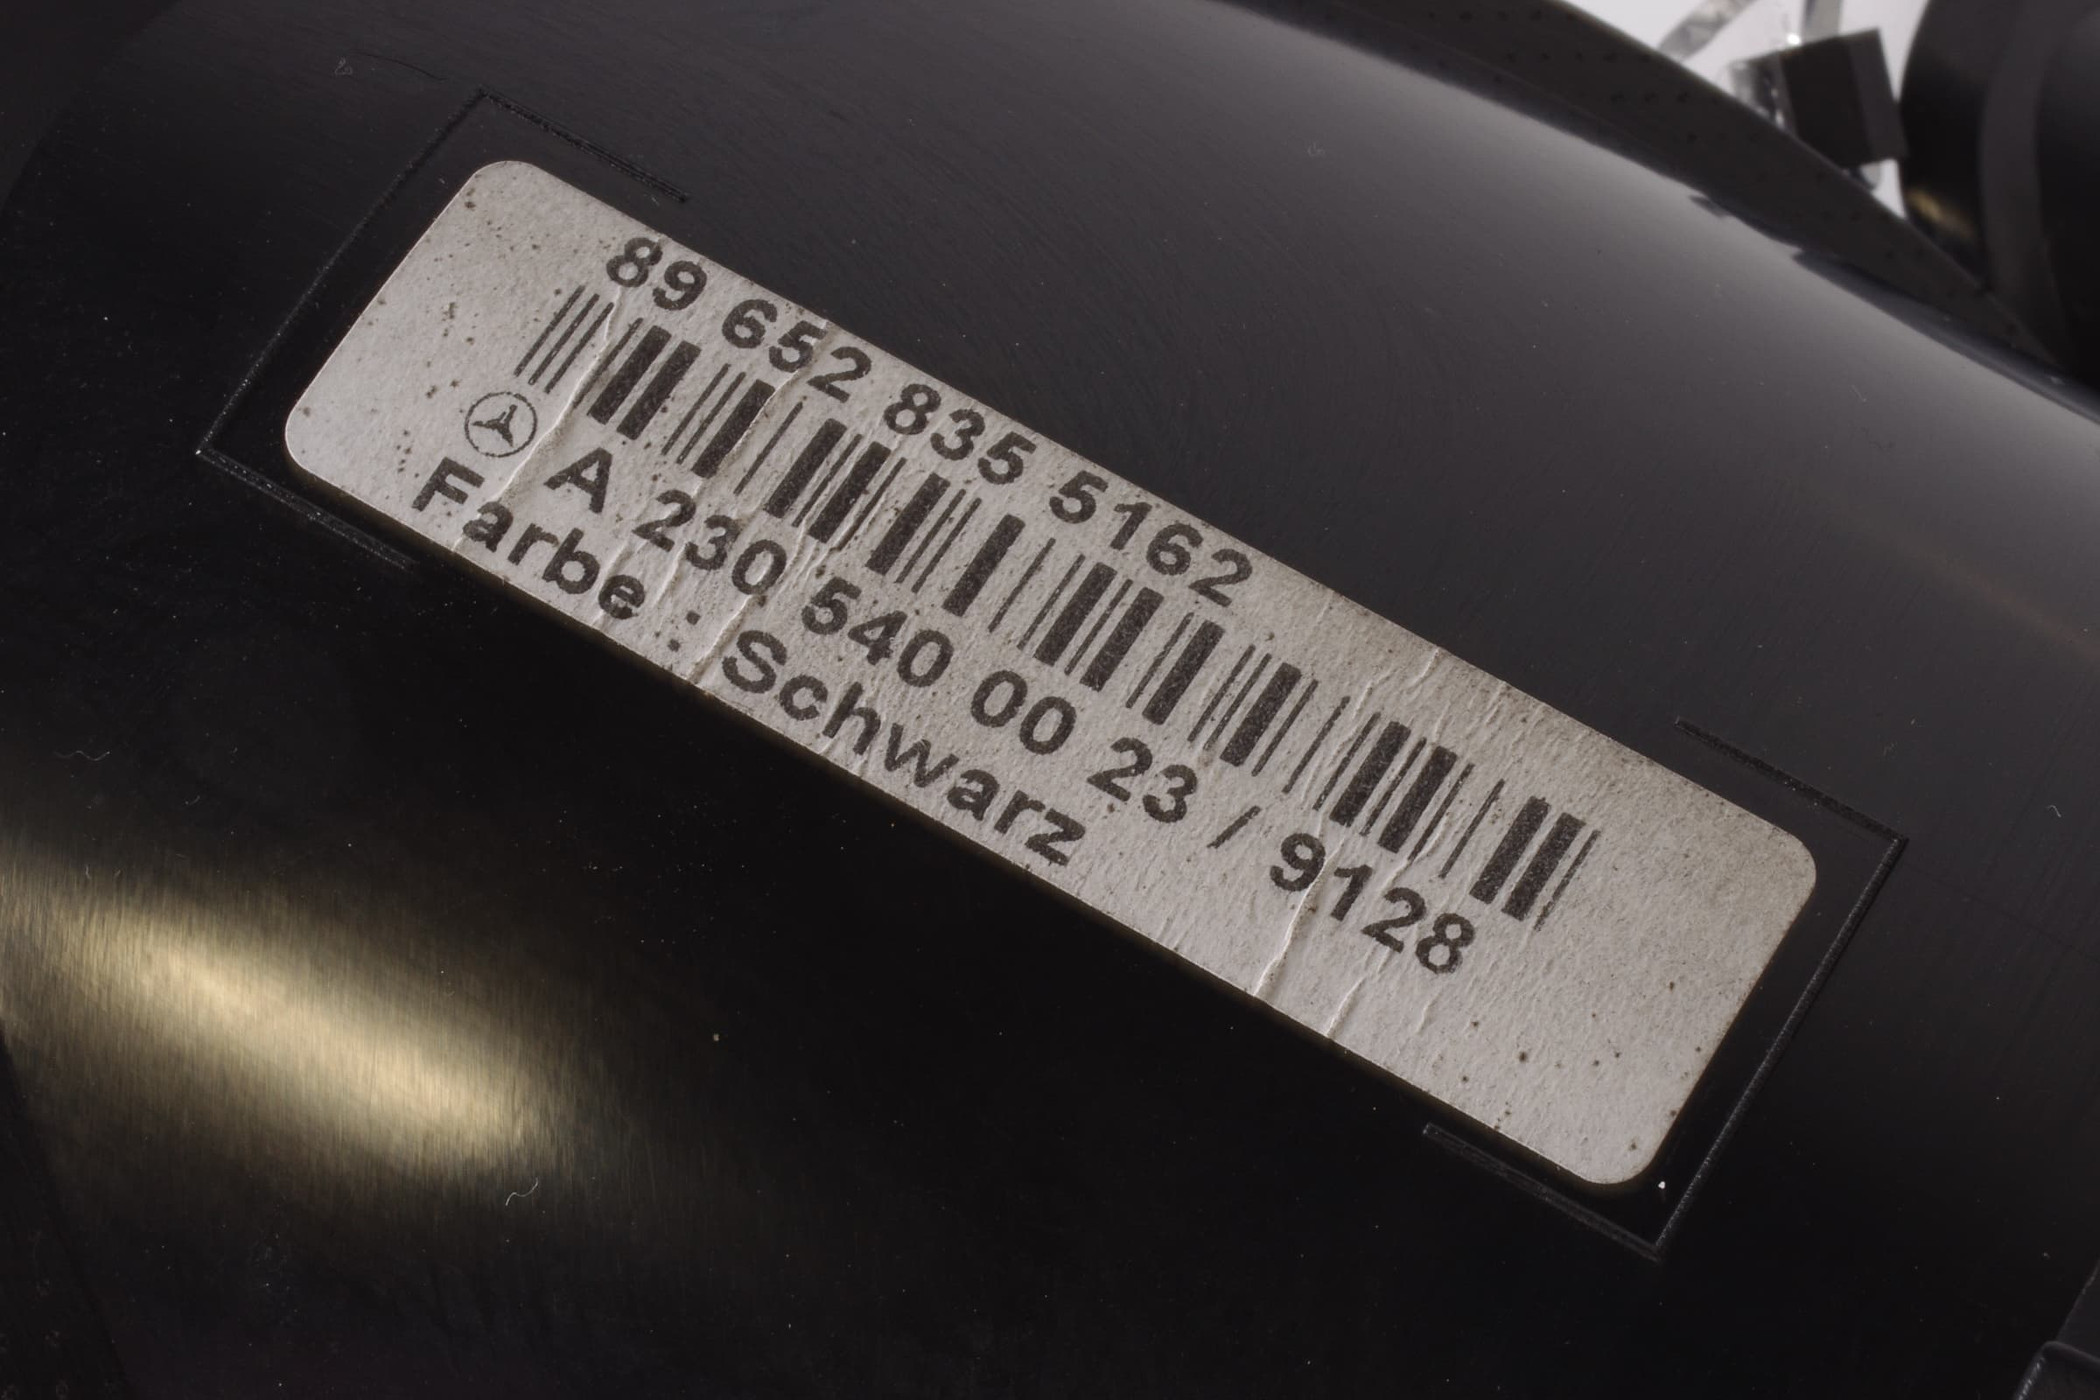 89 652 835 5162
A 230 540 00 23 / 9128
Farbe : Schwarz